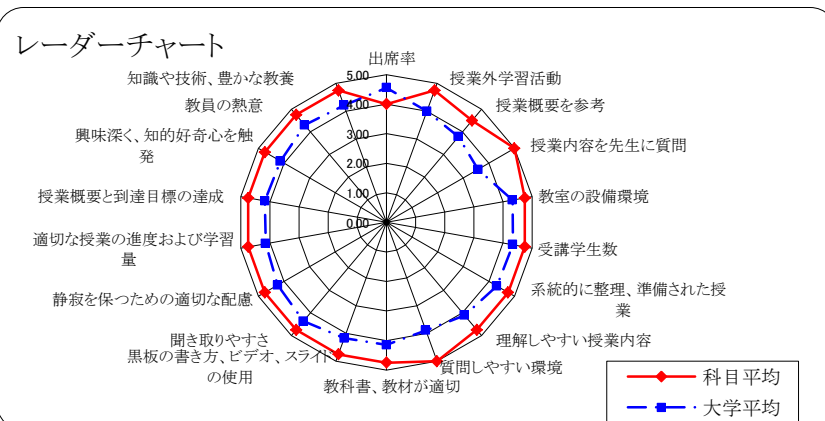 レーダーチャート
出席率
授業外学習活動
授業概要を参考
授業内容を先生に質問
教室の設備環境
受講学生数
系統的に整理、準備された授
業
理解しやすい授業内容
質問しやすい環境
教科書、教材が適切
黒板の書き方、ビデオ、スライド
の使用
聞き取りやすさ
静寂を保つための適切な配慮
適切な授業の進度および学習
量
授業概要と到達目標の達成
興味深く、知的好奇心を触
発
教員の熱意
知識や技術、豊かな教養
5.00
4.00
3.00
2.00
1.00
0.00
科目平均
大学平均